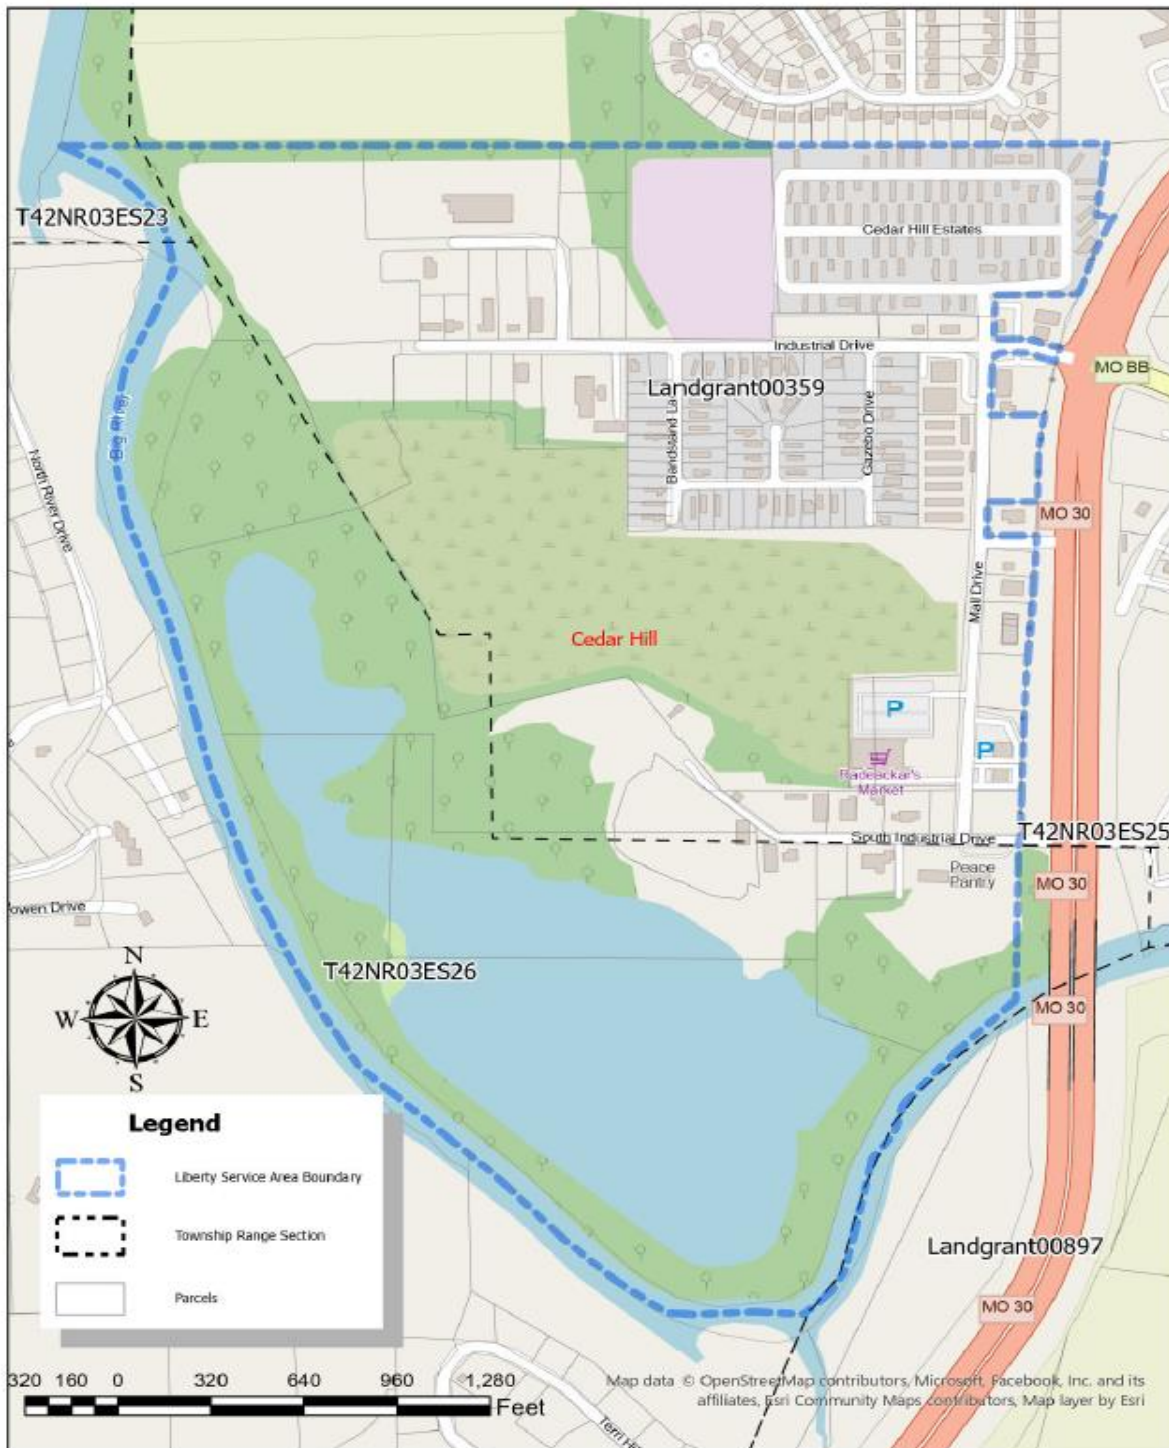 T42NR03ES23
Cedar Hill Estates
Industrial Drive
MO BB
Landgrant00359
Bandstand La
Gazebo Drive
Big River
North River Drive
MO 30
Mall Drive
Cedar Hill
P
P
Radeackar's
Market
T42NR03ES25
South Industrial Drive
Peace
Pantry
MO 30
owen Drive
T42NR03ES26
N
W E
S
MO 30
Legend
Liberty Service Area Boundary
Township Range Section
Parcels
Landgrant00897
MO 30
320 160 0 320 640 960 1,280
Feet
Map data © OpenStreetMap contributors, Microsoft, Facebook, Inc. and its
affiliates, Esri Community Maps contributors, Map layer by Esri